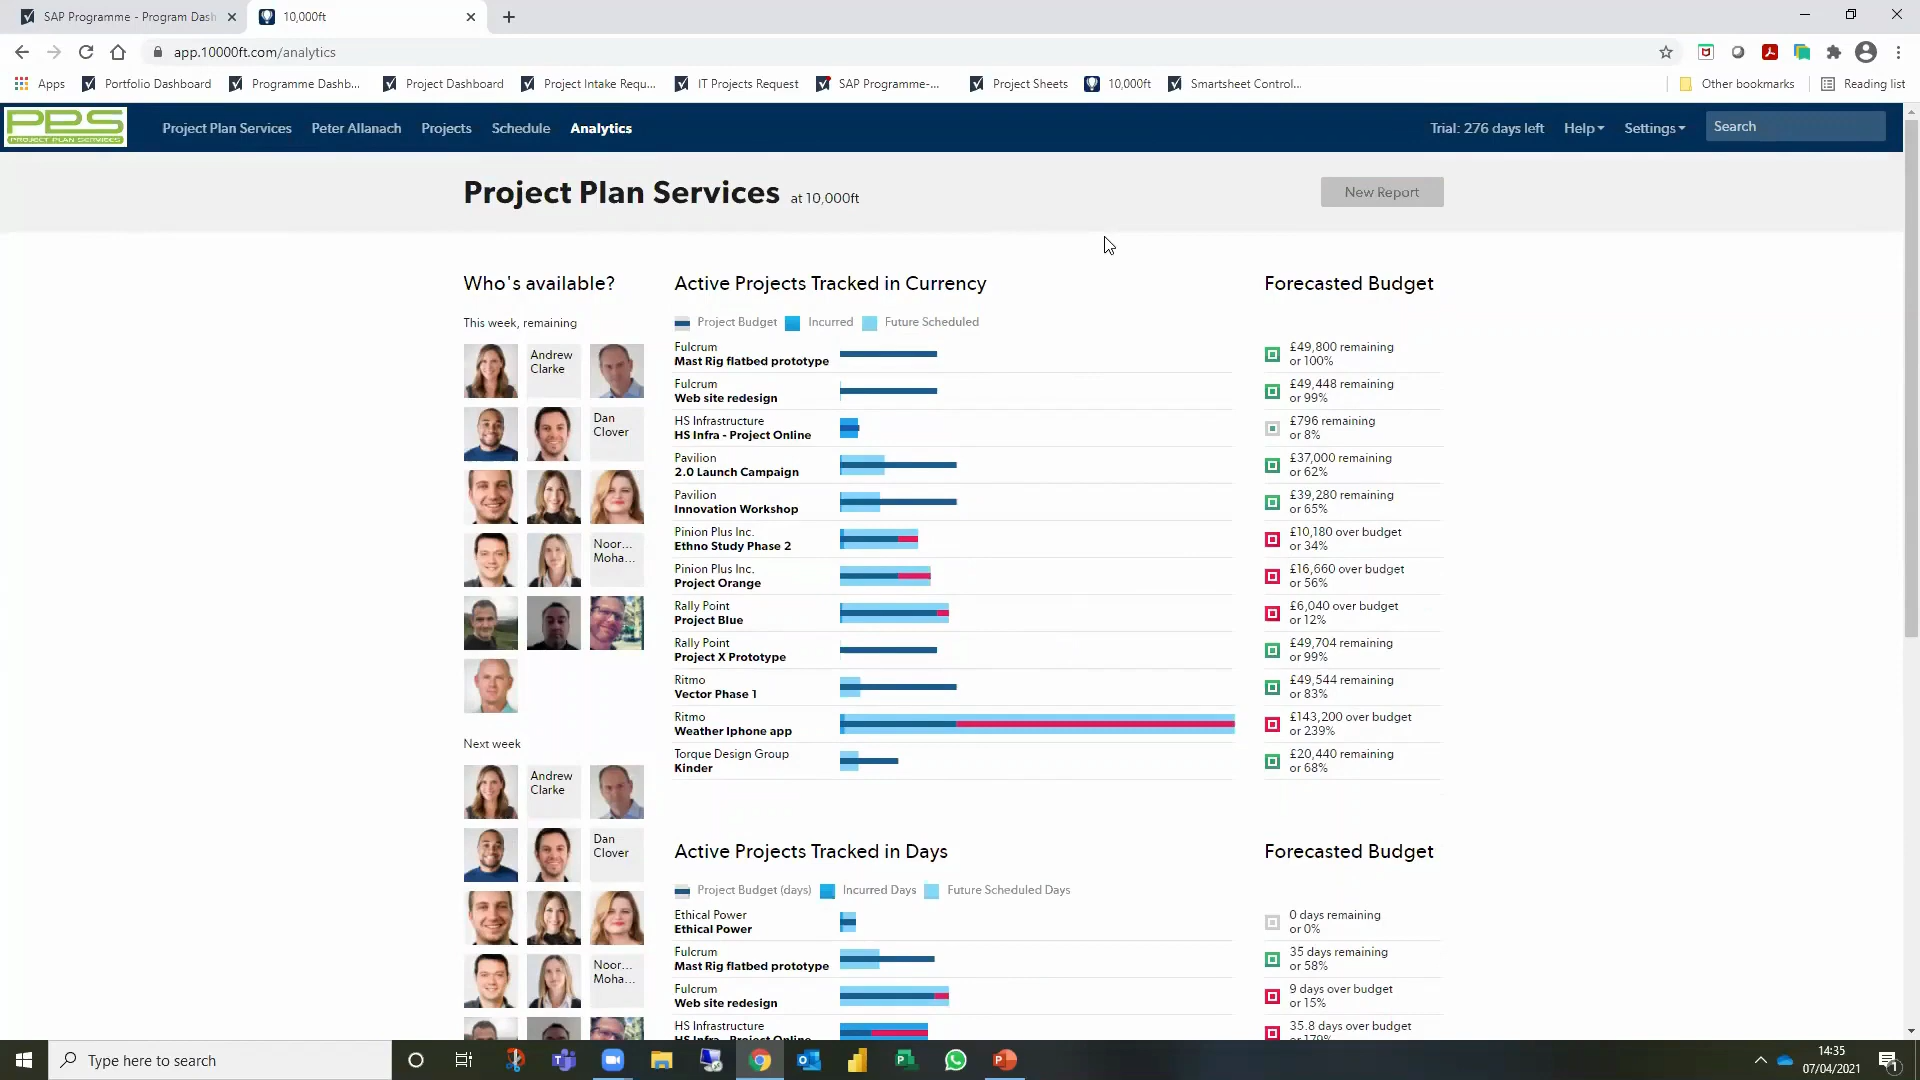 SAP Programme - Program Dash
10,000ft
app.10000ft.com/analytics
Apps
Portfolio Dashboard
Programme Dashb...
Project Dashboard
Project Intake Requ...
IT Projects Request
SAP Programme-...
Project Sheets
10,000ft
Smartsheet Control...
Other bookmarks
Reading list
PPS
PROJECT PLAN SERVICES
Project Plan Services
Peter Allanach
Projects
Schedule
Analytics
Trial: 276 days left
Help
Settings
Search
Project Plan Services at 10,000ft
New Report
Who's available?
This week, remaining
Andrew
Clarke
Dan
Clover
Noor...
Moha...
Next week
Andrew
Clarke
Dan
Clover
Noor...
Moha...
Active Projects Tracked in Currency
Forecasted Budget
Project Budget Incurred Future Scheduled
Fulcrum
Mast Rig flatbed prototype
£49,800 remaining
or 100%
Fulcrum
Web site redesign
£49,448 remaining
or 99%
HS Infrastructure
HS Infra - Project Online
£796 remaining
or 8%
Pavilion
2.0 Launch Campaign
£37,000 remaining
or 62%
Pavilion
Innovation Workshop
£39,280 remaining
or 65%
Pinion Plus Inc.
Ethno Study Phase 2
£10,180 over budget
or 34%
Pinion Plus Inc.
Project Orange
£16,660 over budget
or 56%
Rally Point
Project Blue
£6,040 over budget
or 12%
Rally Point
Project X Prototype
£49,704 remaining
or 99%
Ritmo
Vector Phase 1
£49,544 remaining
or 83%
Ritmo
Weather Iphone app
£143,200 over budget
or 239%
Torque Design Group
Kinder
£20,440 remaining
or 68%
Active Projects Tracked in Days
Forecasted Budget
Project Budget (days) Incurred Days Future Scheduled Days
Ethical Power
Ethical Power
0 days remaining
or 0%
Fulcrum
Mast Rig flatbed prototype
35 days remaining
or 58%
Fulcrum
Web site redesign
9 days over budget
or 15%
HS Infrastructure
HS Infra - Project Online
35.8 days over budget
or 179%
Type here to search
14:35
07/04/2021